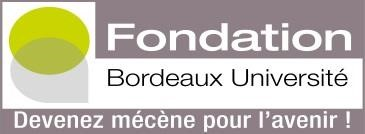 Fondation
Bordeaux Université
Devenez mécène pour l'avenir !